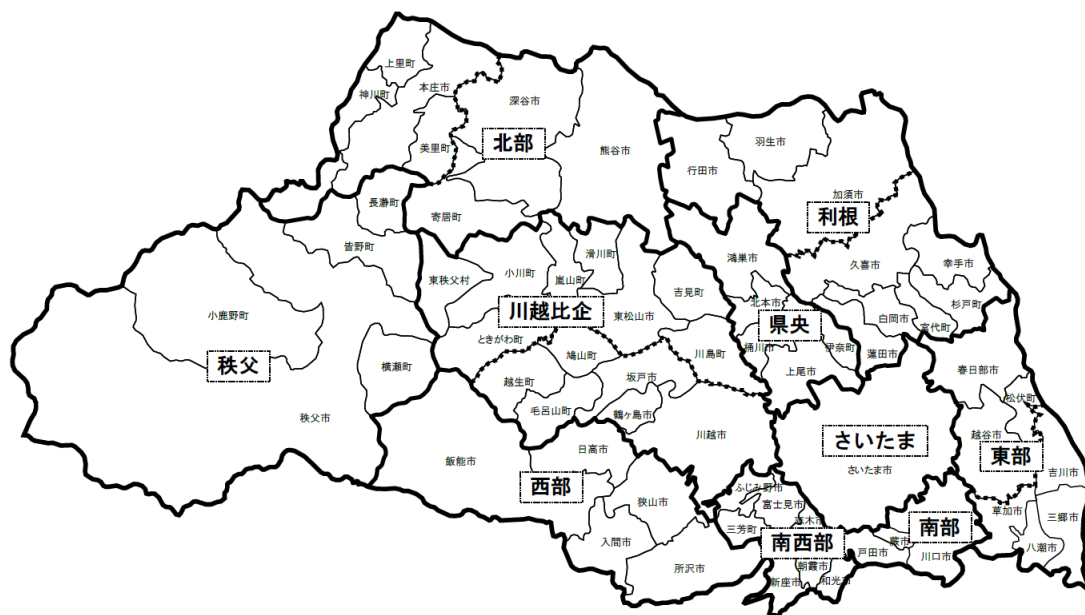 上里町
神川町
本庄市
美里町
深谷市
北部
熊谷市
寄居町
長瀞町
皆野町
小鹿野町
秩父
横瀬町
秩父市
東秩父村
小川町
嵐山町
滑川町
吉見町
川越比企
東松山市
ときがわ町
鳩山町
川島町
越生町
坂戸市
毛呂山町
鶴ヶ島市
川越市
行田市
羽生市
加須市
利根
久喜市
幸手市
杉戸町
白岡市
宮代町
蓮田市
鴻巣市
北本市
県央
桶川市
伊奈町
上尾市
さいたま
さいたま市
春日部市
松伏町
越谷市
東部
吉川市
草加市
三郷市
八潮市
飯能市
日高市
西部
狭山市
入間市
所沢市
ふじみ野市
富士見市
三芳町
志木市
南西部
朝霞市
新座市
和光市
南部
蕨市
戸田市
川口市